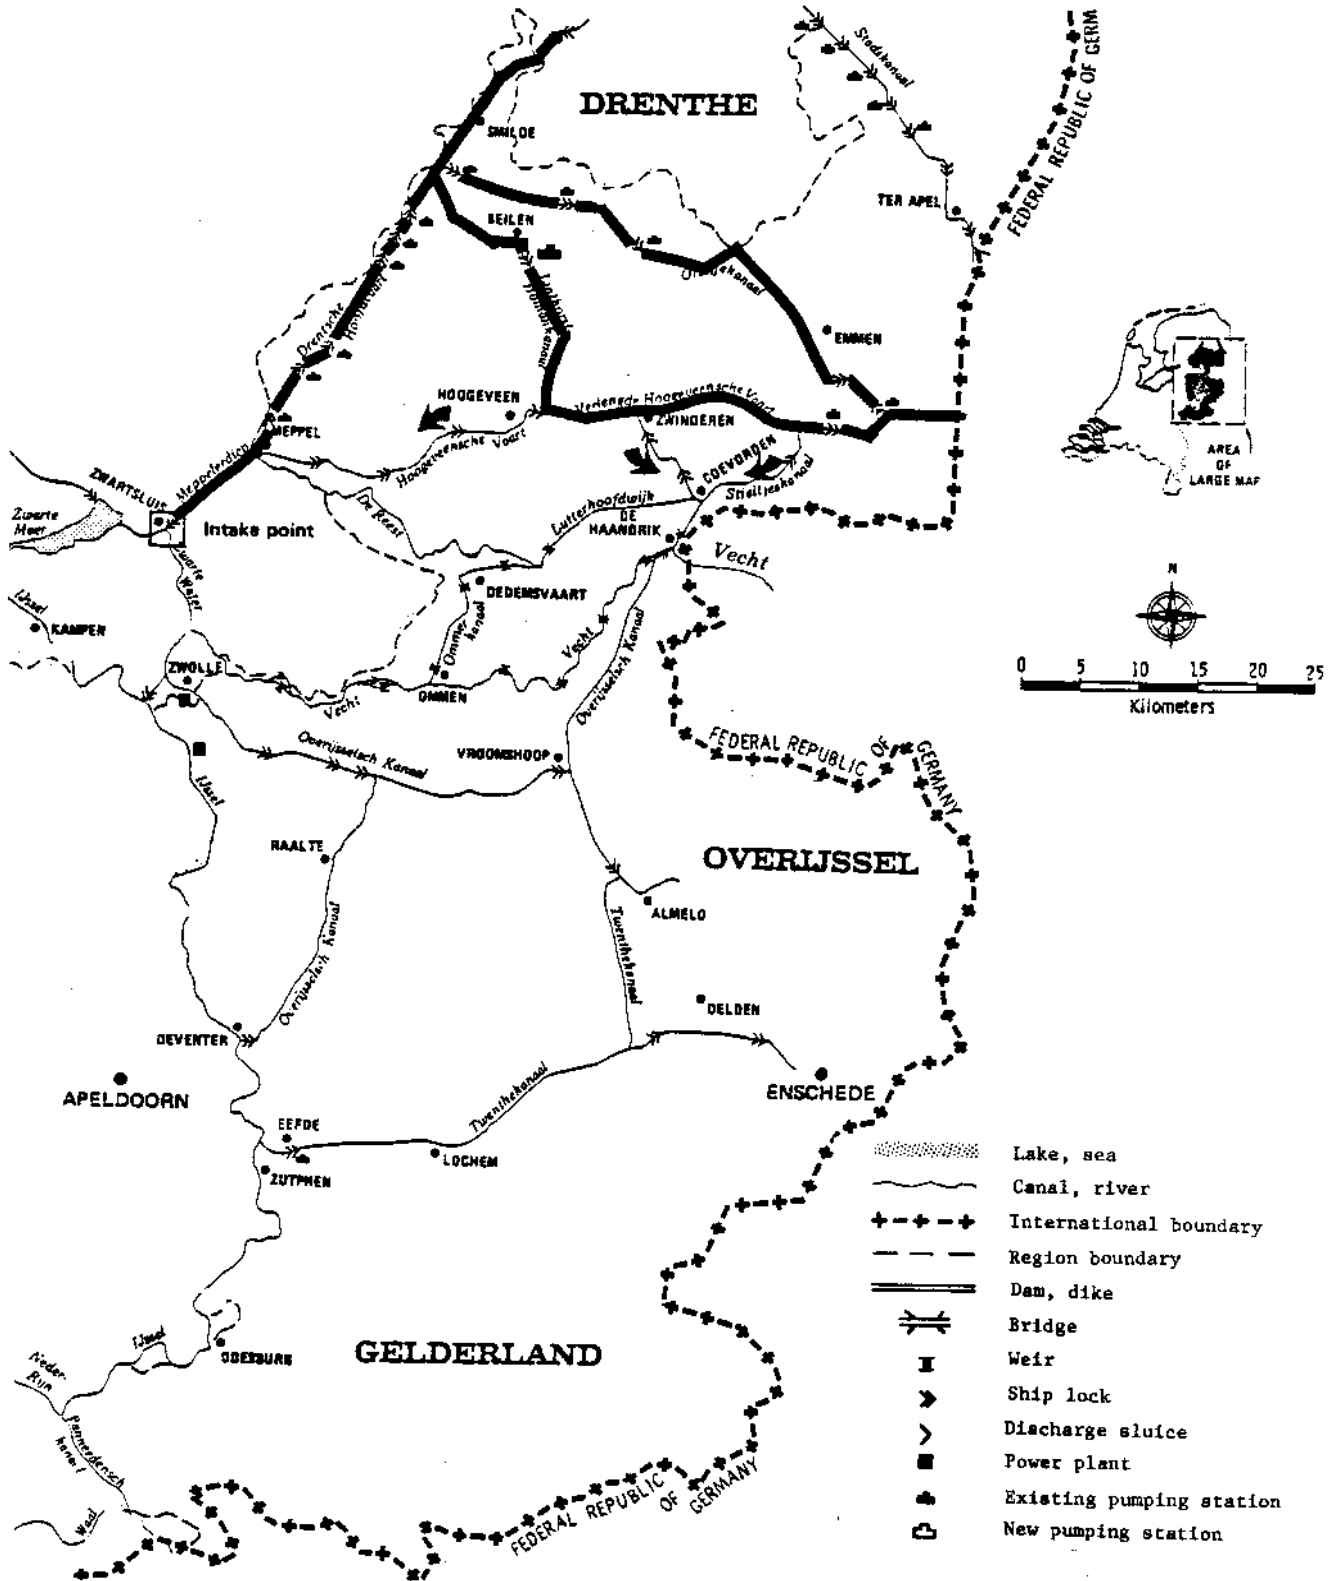 DRENTHE
Stadskanaal
FEDERAL REPUBLIC OF GERM
SMILDE
TER APEL
BEILEN
Drentsche
Hoofdvaart
Oranjekanaal
EMMEN
HOOGEVEEN
Verlengde Hoogeveensche Vaart
ZWINDEREN
MEPPEL
Hoogeveensche Vaart
Meppelerdiep
COEVORDEN
Stieltjeskanaal
AREA
OF
LARGE MAP
ZWARTSLUIS
Zwarte
Meer
Intake point
De Reest
Lutterhoofdwijk
DE
HAANDRIK
Vecht
Zwarte
Water
DEDEMSVAART
N
IJssel
KAMPEN
Ommer
kanaal
Vecht
Overijsselsch Kanaal
0 5 10 15 20 25
Kilometers
ZWOLLE
OMMEN
Vecht
Overijsselsch Kanaal
VROOMSHOOP
FEDERAL REPUBLIC OF GERMANY
IJssel
RAALTE
OVERIJSSEL
ALMELO
Overijsselsch Kanaal
Twenthekanaal
DELDEN
DEVENTER
APELDOORN
ENSCHEDE
Twenthekanaal
EEFDE
LOCHEM
ZUTPHEN
Lake, sea
Canal, river
International boundary
Region boundary
Dam, dike
Bridge
Weir
Ship lock
Discharge sluice
Power plant
Existing pumping station
New pumping station
IJssel
DOESBURG
GELDERLAND
Neder-
Rijn
Pannerdensch
kanaal
Waal
FEDERAL REPUBLIC
OF GERMANY